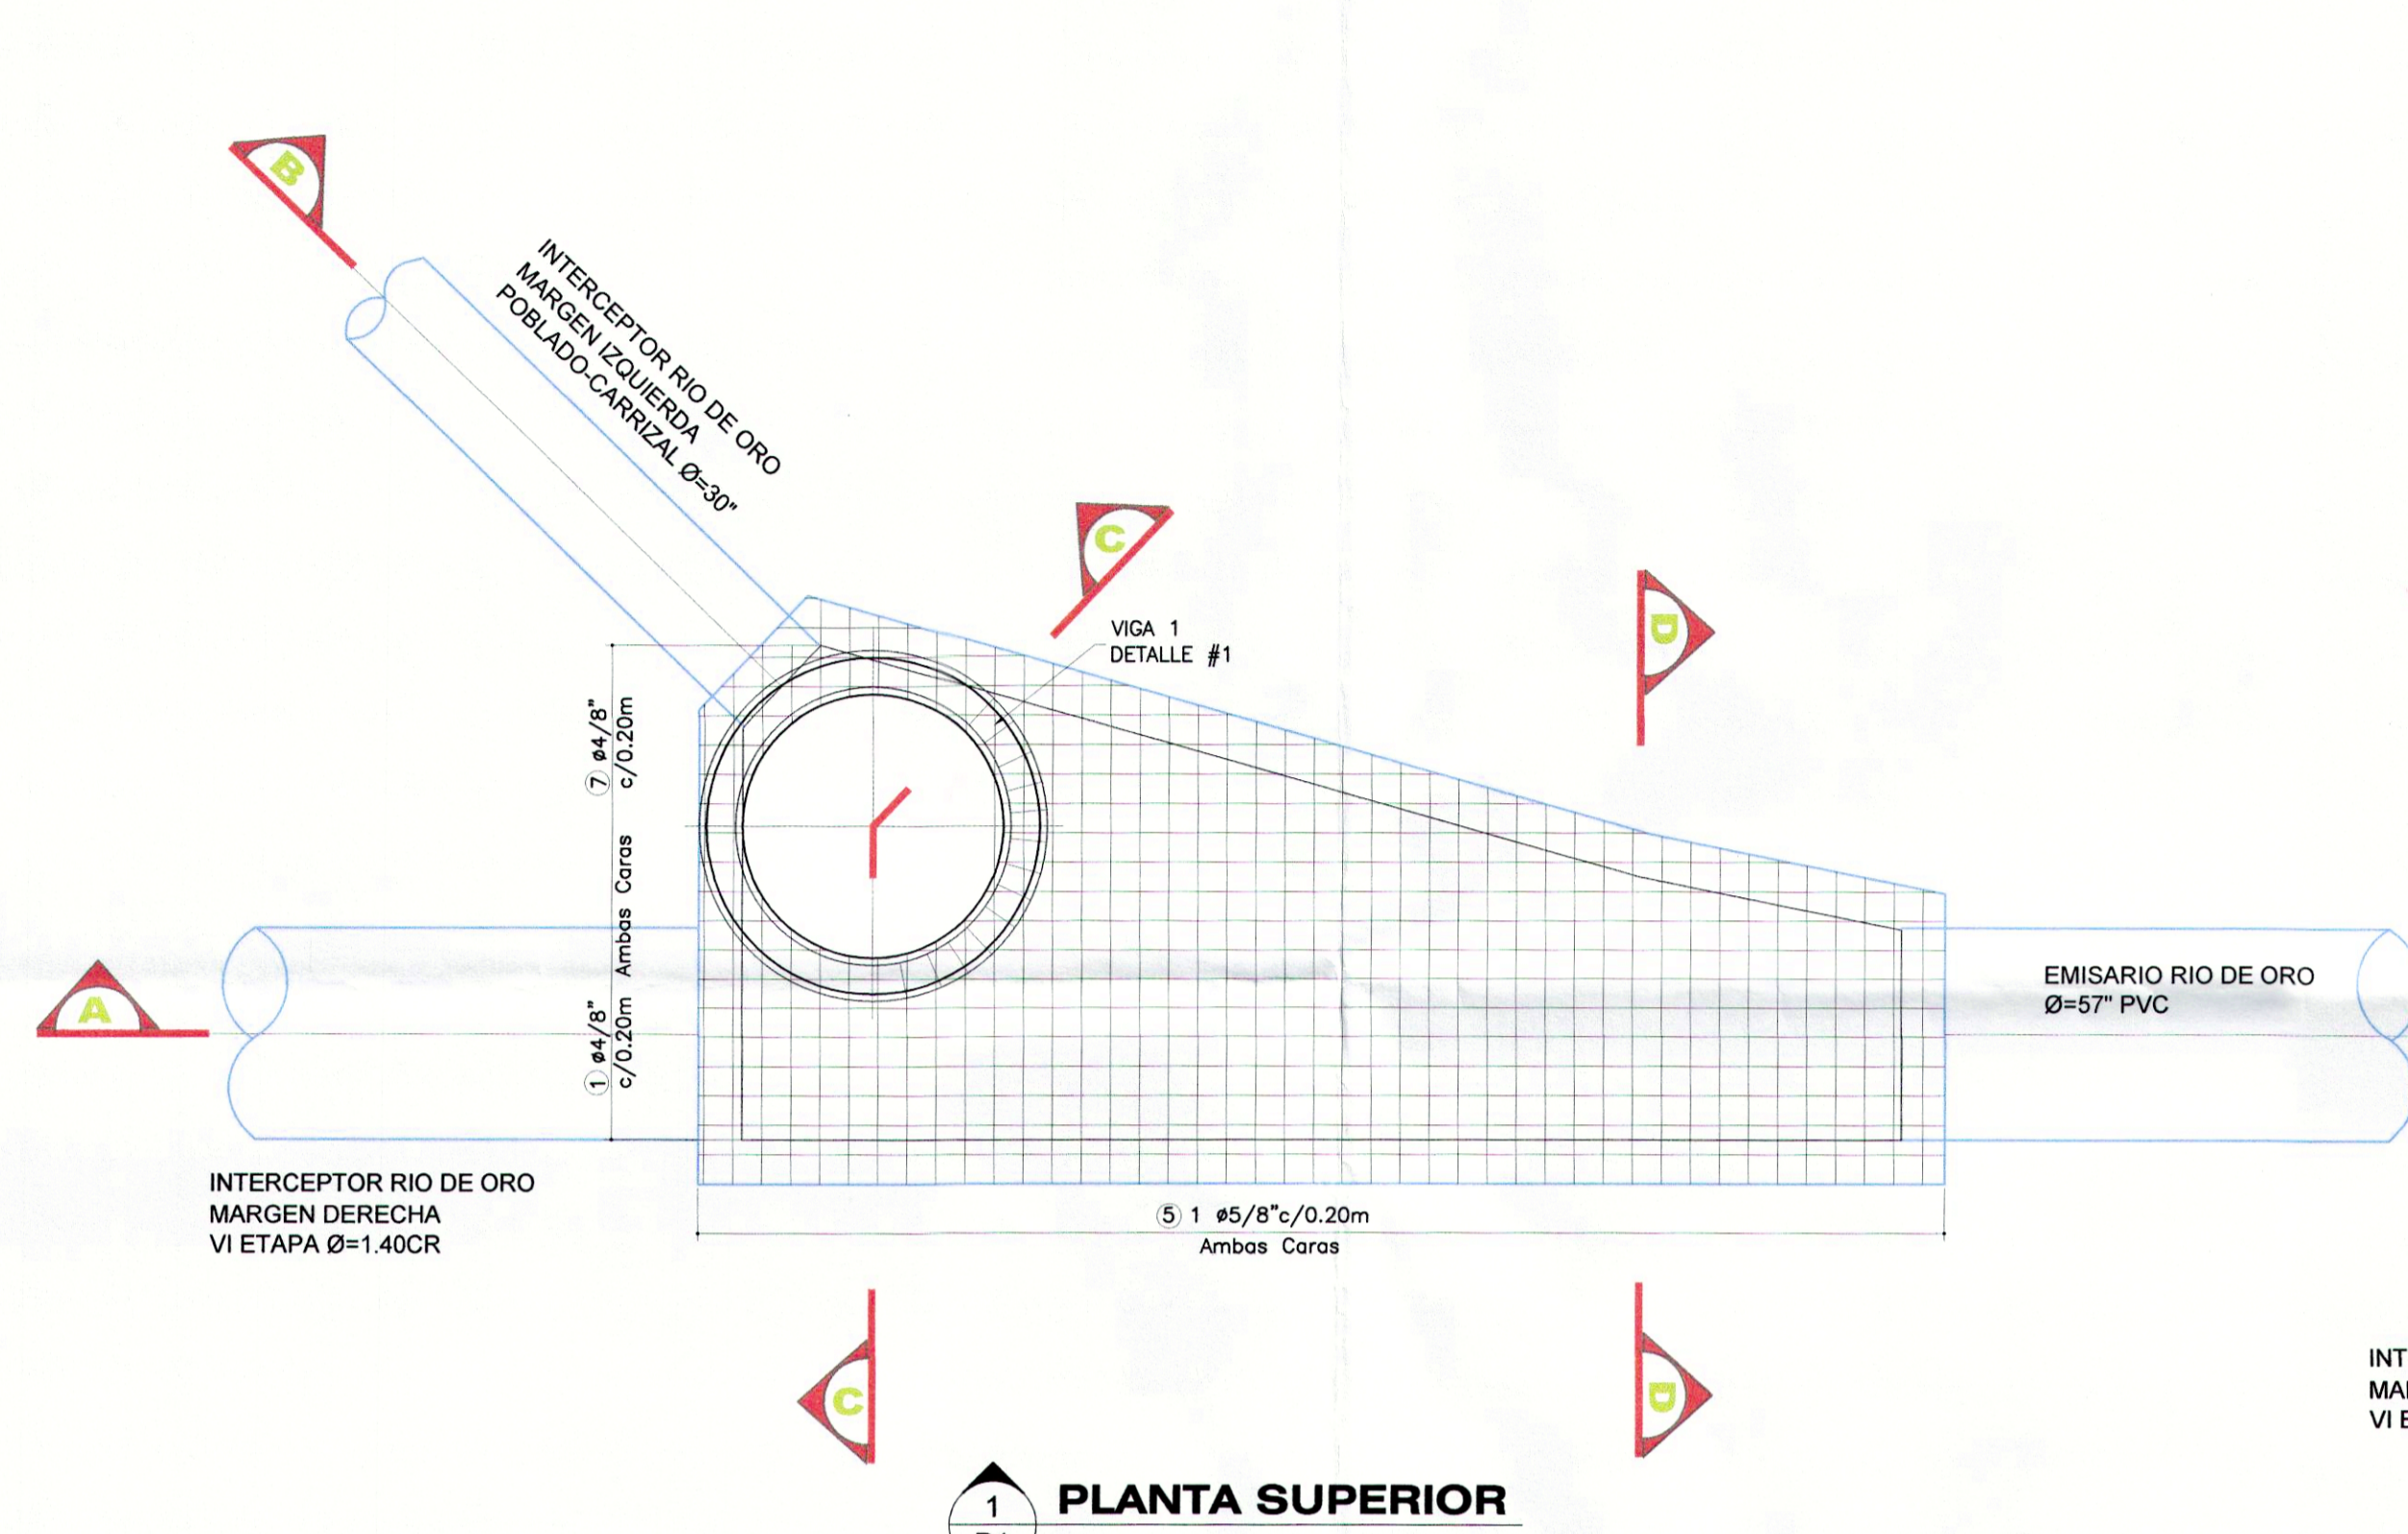 B
INTERCEPTOR RIO DE ORO
MARGEN IZQUIERDA
POBLADO-CARRIZAL Ø=30"
C
VIGA 1
DETALLE #1
D
7 ø4/8"
c/0.20m
Ambas Caras
1 ø4/8"
c/0.20m
A
EMISARIO RIO DE ORO
Ø=57" PVC
INTERCEPTOR RIO DE ORO
MARGEN DERECHA
VI ETAPA Ø=1.40CR
5 1 ø5/8"c/0.20m
Ambas Caras
C
D
INT
VI E
1
PLANTA SUPERIOR